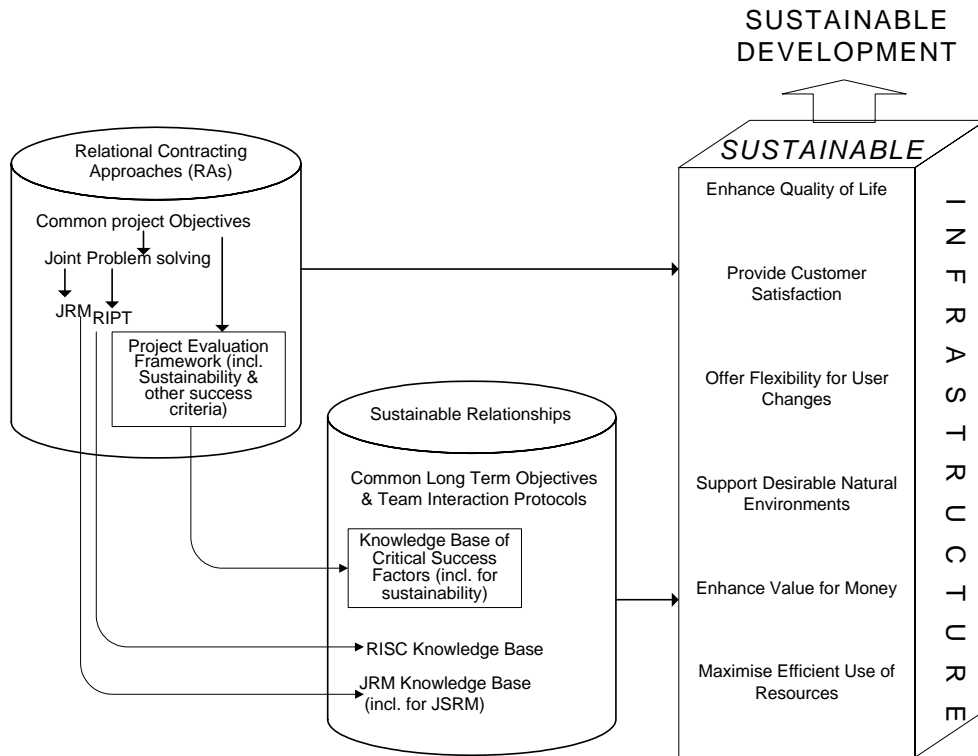 SUSTAINABLE
DEVELOPMENT
SUSTAINABLE
INFRASTRUCTURE
Relational Contracting
Approaches (RAs)
Common project Objectives
Joint Problem solving
JRM
RIPT
Project Evaluation
Framework (incl.
Sustainability &
other success
criteria)
Sustainable Relationships
Common Long Term Objectives
& Team Interaction Protocols
Knowledge Base of
Critical Success
Factors (incl. for
sustainability)
RISC Knowledge Base
JRM Knowledge Base
(incl. for JSRM)
Enhance Quality of Life
Provide Customer
Satisfaction
Offer Flexibility for User
Changes
Support Desirable Natural
Environments
Enhance Value for Money
Maximise Efficient Use of
Resources